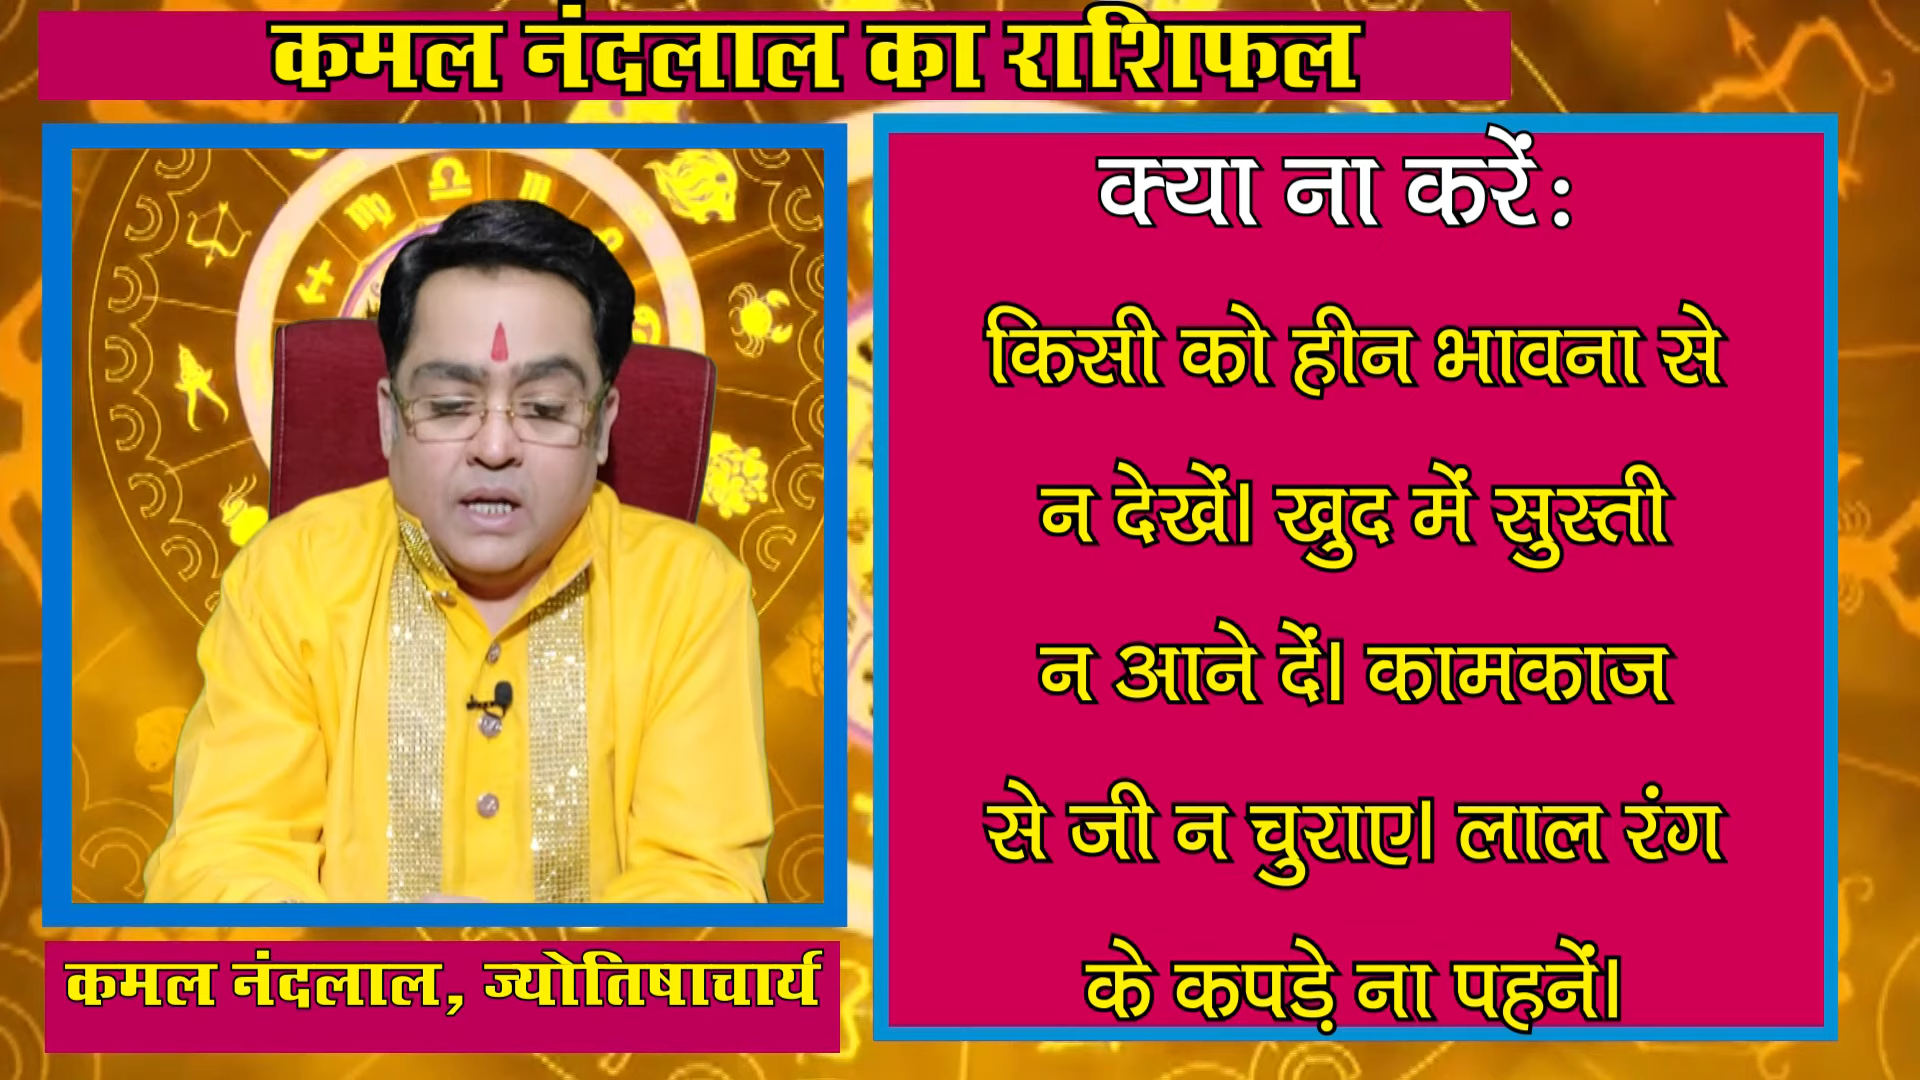 कमल नंदलाल का राशिफल
क्या ना करें:
किसी को हीन भावना से
न देखें। खुद में सुस्ती
न आने दें। कामकाज
से जी न चुराए। लाल रंग
के कपड़े ना पहनें।
कमल नंदलाल, ज्योतिषाचार्य